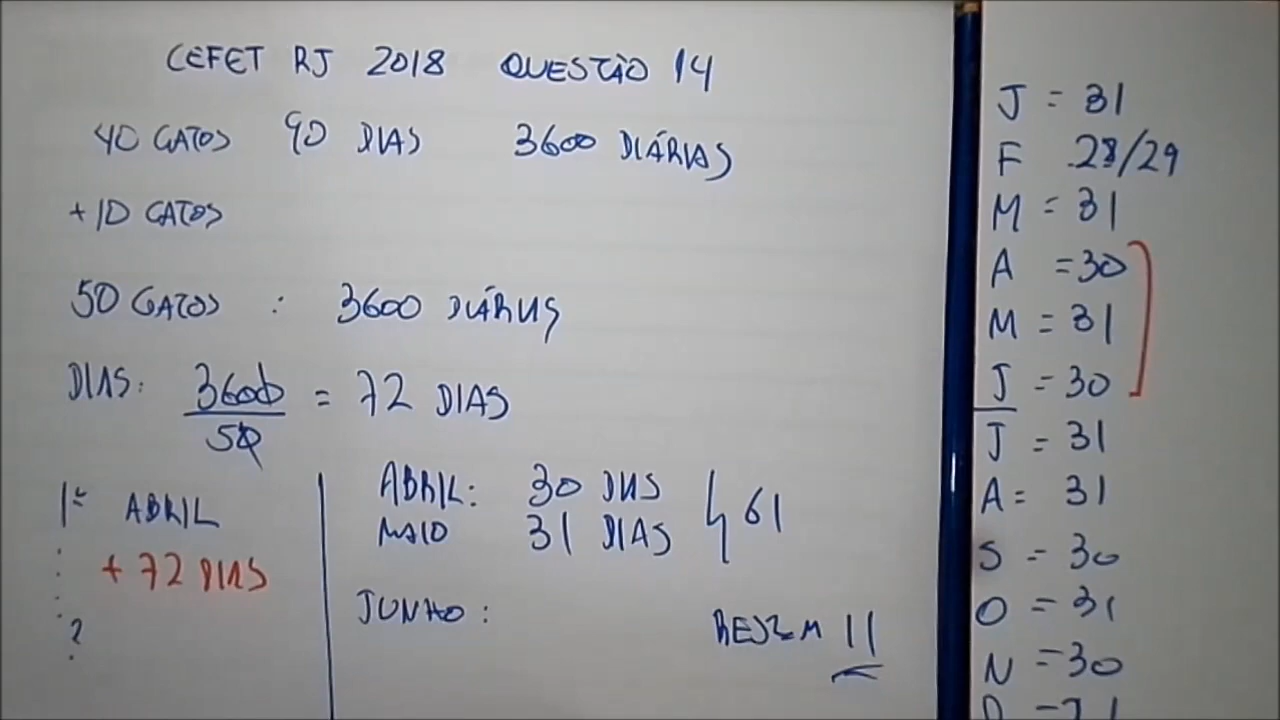 CEFET RJ 2018 QUESTÃO 14
40 GATOS 90 DIAS 3600 DIÁRIAS
+10 GATOS
50 GATOS : 3600 DIÁRIAS
DIAS: 3600 = 72 DIAS
50
1º ABRIL
+ 72 DIAS
?
ABRIL: 30 DIAS
MAIO 31 DIAS
61
JUNHO:
RESTAM 11
J = 31
F 28/29
M = 31
A = 30
M = 31
J = 30
J = 31
A = 31
S = 30
O = 31
N = 30
D = 31